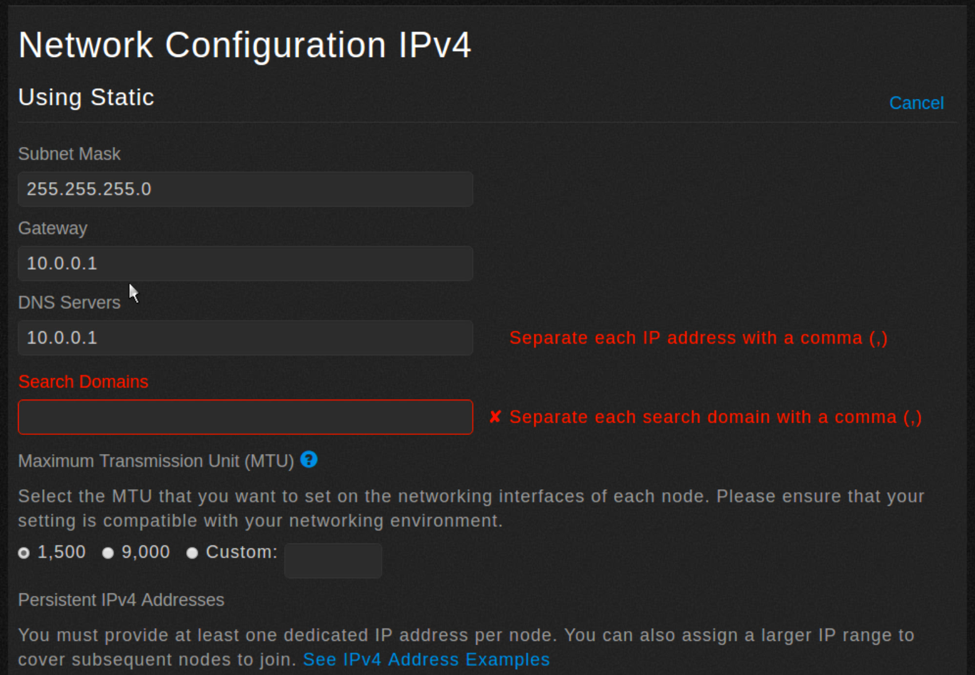 Network Configuration IPv4
Using Static
Cancel
Subnet Mask
255.255.255.0
Gateway
10.0.0.1
DNS Servers
10.0.0.1
Separate each IP address with a comma (,)
Search Domains
✘ Separate each search domain with a comma (,)
Maximum Transmission Unit (MTU) ?
Select the MTU that you want to set on the networking interfaces of each node. Please ensure that your
setting is compatible with your networking environment.
1,500 9,000 Custom:
Persistent IPv4 Addresses
You must provide at least one dedicated IP address per node. You can also assign a larger IP range to
cover subsequent nodes to join. See IPv4 Address Examples